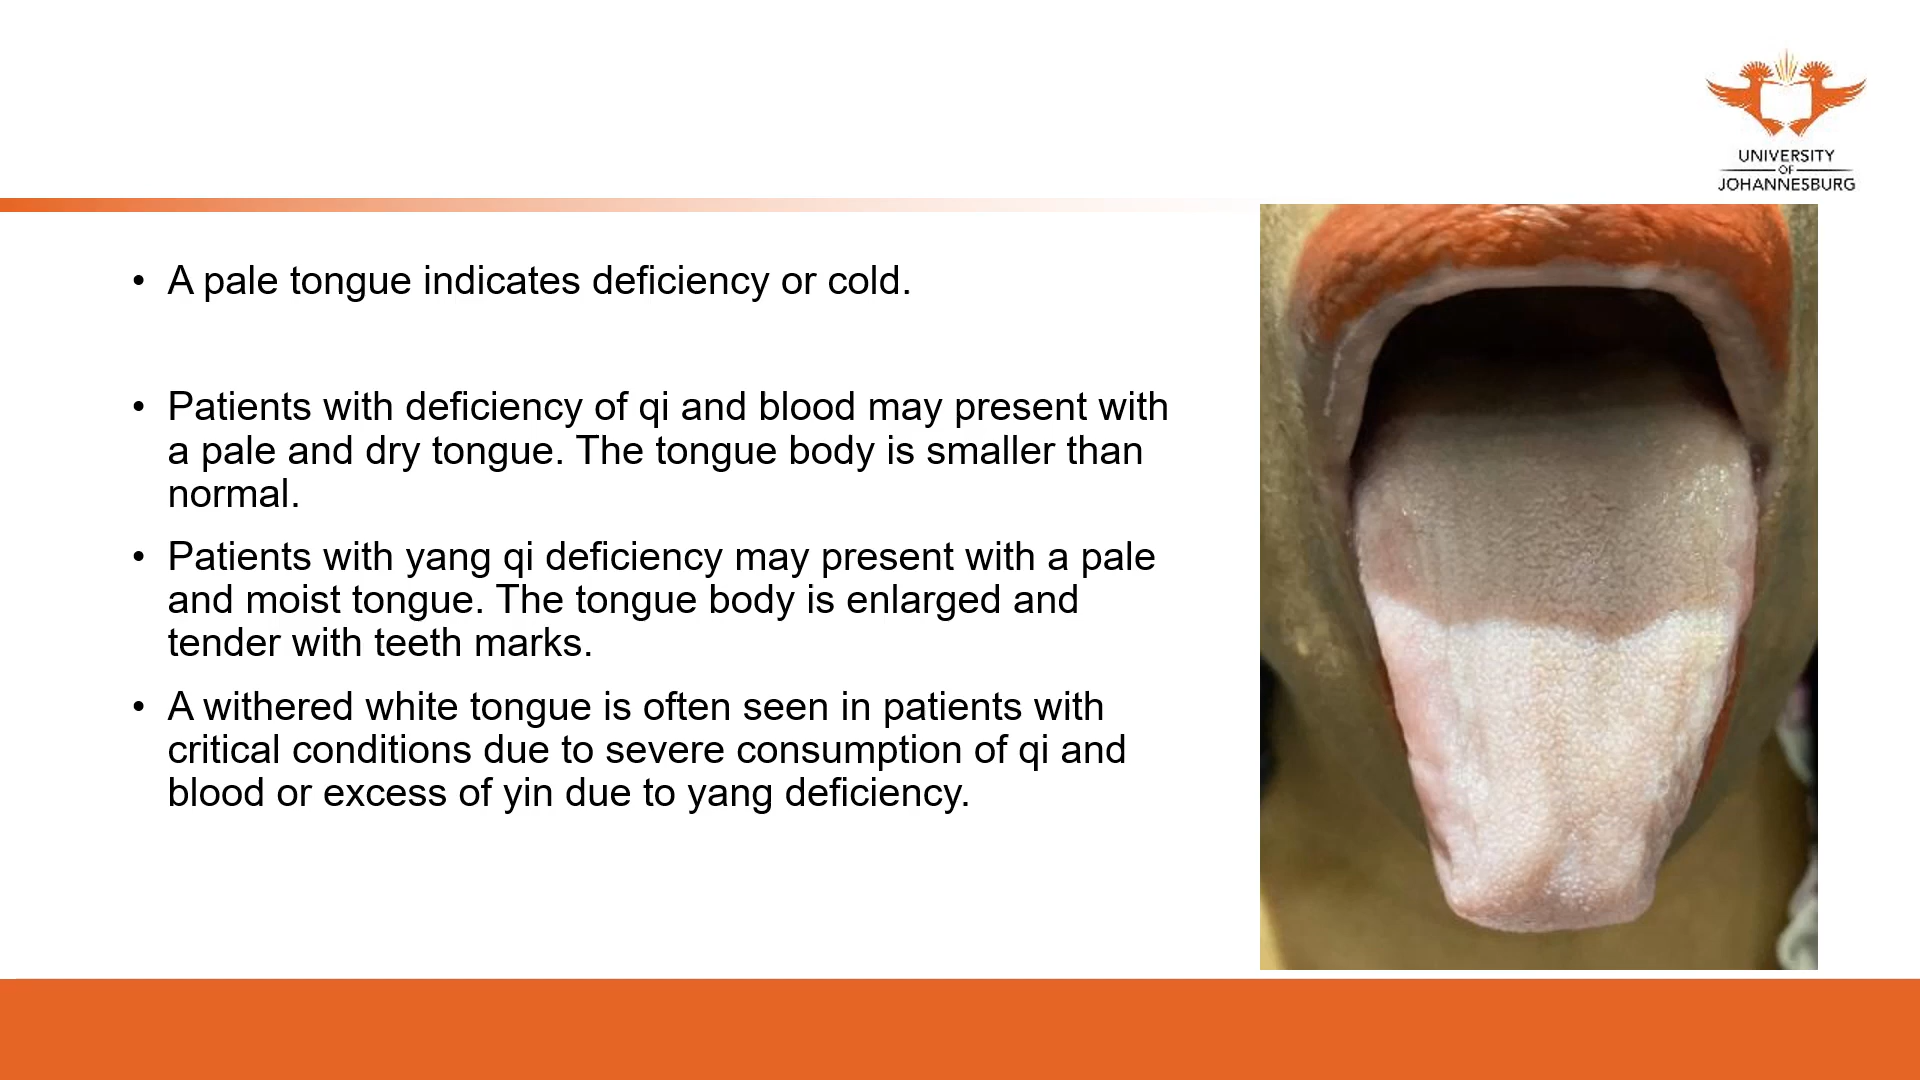 UNIVERSITY
OF
JOHANNESBURG
• A pale tongue indicates deficiency or cold.
• Patients with deficiency of qi and blood may present with
a pale and dry tongue. The tongue body is smaller than
normal.
• Patients with yang qi deficiency may present with a pale
and moist tongue. The tongue body is enlarged and
tender with teeth marks.
• A withered white tongue is often seen in patients with
critical conditions due to severe consumption of qi and
blood or excess of yin due to yang deficiency.